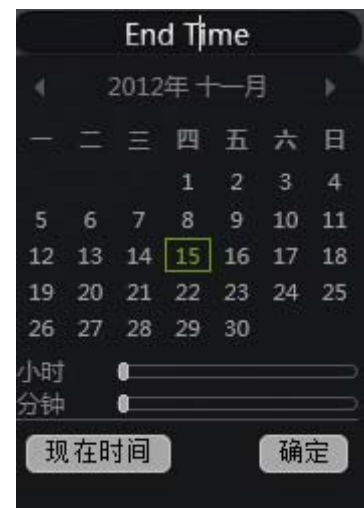 End Time
2012年 十一月
一 二 三 四 五 六 日
1 2 3 4
5 6 7 8 9 10 11
12 13 14 15 16 17 18
19 20 21 22 23 24 25
26 27 28 29 30
小时
分钟
现在时间 确定